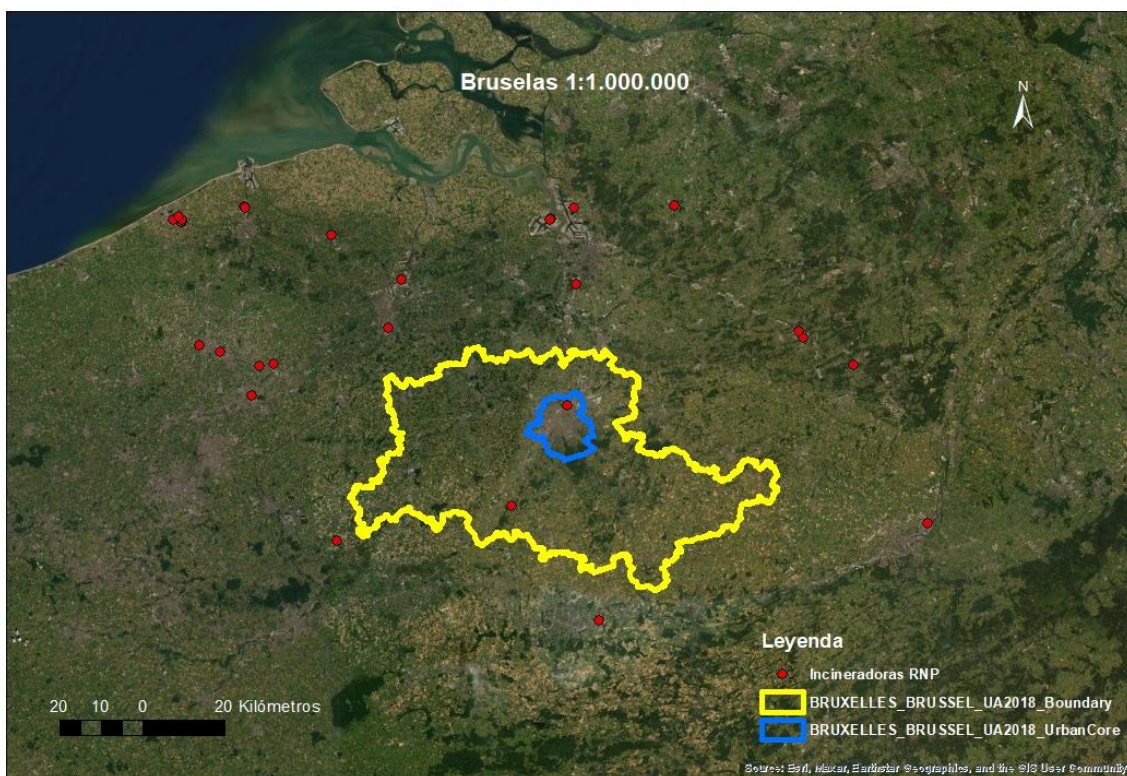 Bruselas 1:1.000.000
N
Leyenda
Incineradoras RNP
BRUXELLES_BRUSSEL_UA2018_Boundary
BRUXELLES_BRUSSEL_UA2018_UrbanCore
20 10 0 20 Kilómetros
Source: Esri, Maxar, Earthstar Geographics, and the GIS User Community